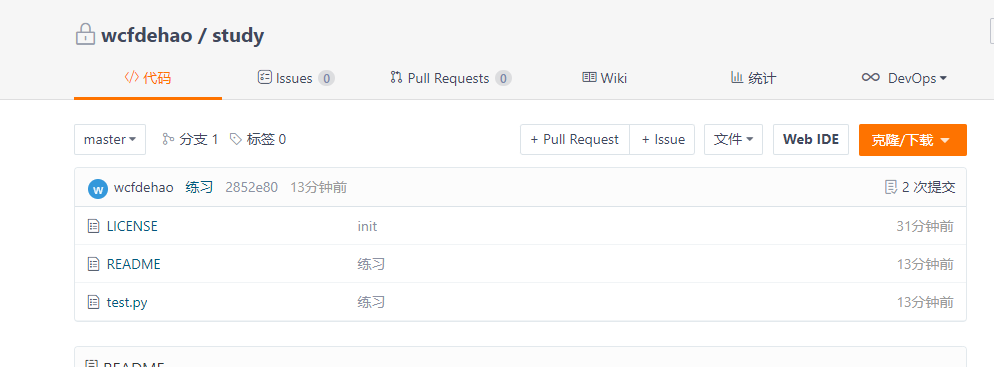 wcfdehao / study
代码 Issues 0 Pull Requests 0 Wiki 统计 DevOps
master 分支 1 标签 0 + Pull Request + Issue 文件 Web IDE 克隆/下载
w wcfdehao 练习 2852e80 13分钟前 2 次提交
LICENSE init 31分钟前
README 练习 13分钟前
test.py 练习 13分钟前
README